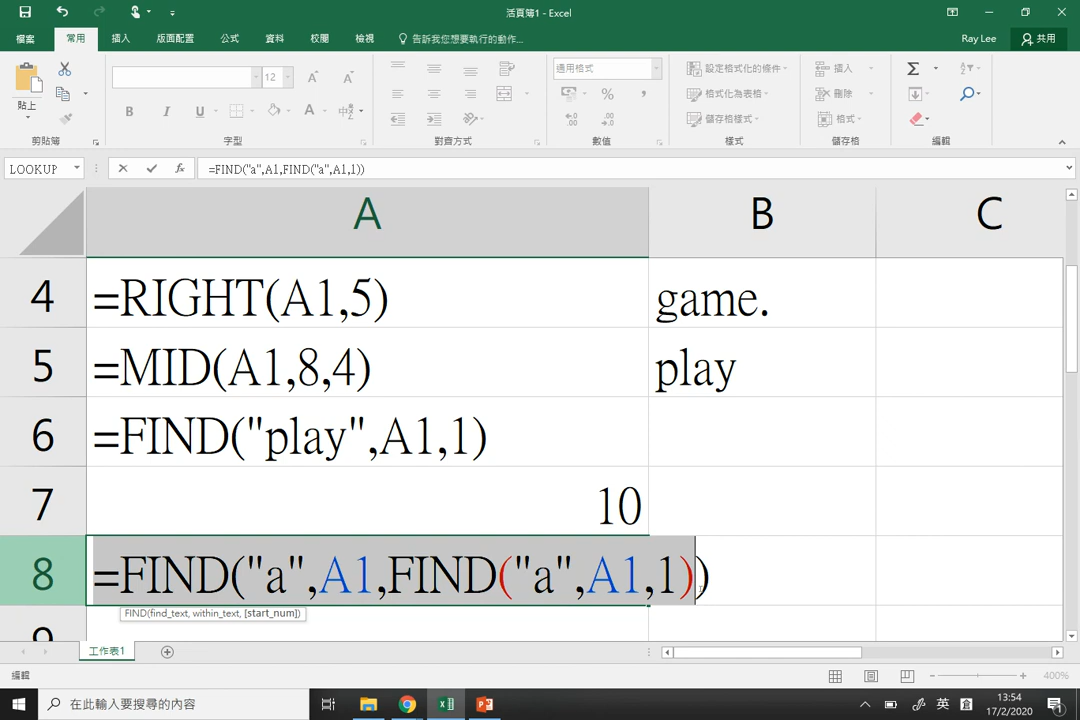 活頁簿1 - Excel
檔案 常用 插入 版面配置 公式 資料 校閱 檢視 告訴我您想要執行的動作... Ray Lee 共用
貼上 12 A A 通用格式 設定格式化的條件 插入
B I U A 中 % , 格式化為表格 刪除
儲存格樣式 格式
剪貼簿 字型 對齊方式 數值 樣式 儲存格 編輯
LOOKUP fx =FIND("a",A1,FIND("a",A1,1))
A B C
4 =RIGHT(A1,5) game.
5 =MID(A1,8,4) play
6 =FIND("play",A1,1)
7 10
8 =FIND("a",A1,FIND("a",A1,1))
FIND(find_text, within_text, [start_num])
9
工作表1
編輯 400%
在此輸入要搜尋的內容 英 13:54
17/2/2020